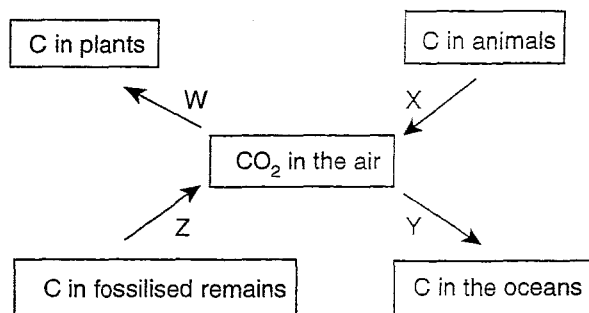 C in plants
C in animals
W
X
CO₂ in the air
Z
Y
C in fossilised remains
C in the oceans